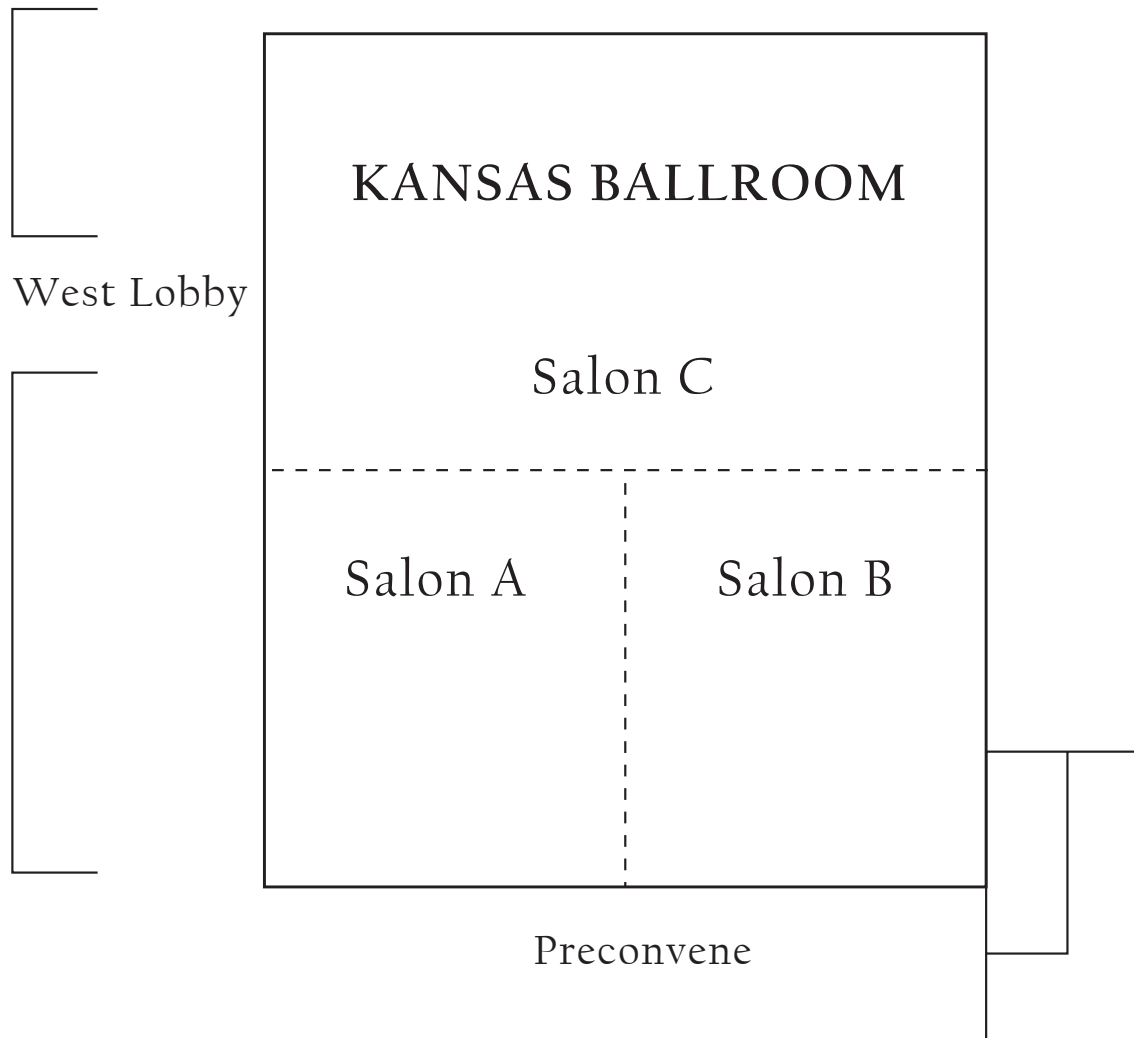 KANSAS BALLROOM
West Lobby
Salon C
Salon A
Salon B
Preconvene